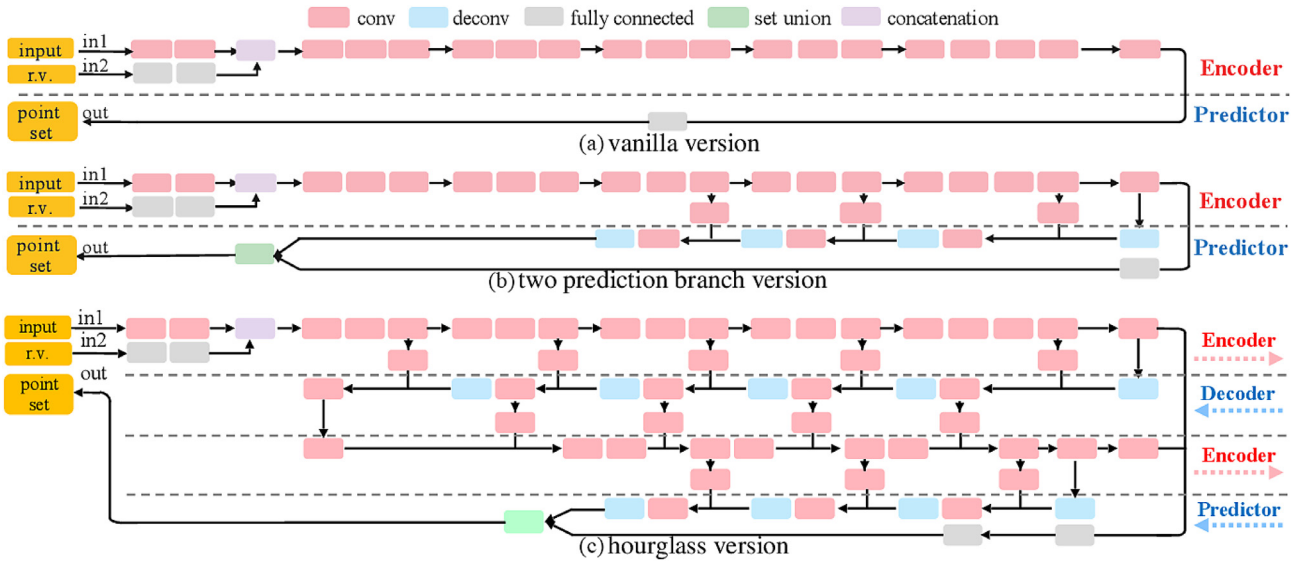 conv deconv fully connected set union concatenation
input in1
r.v. in2
Encoder
point set out
Predictor
(a) vanilla version
input in1
r.v. in2
Encoder
point set out
Predictor
(b) two prediction branch version
input in1
r.v. in2
Encoder
point set out
Decoder
Encoder
Predictor
(c) hourglass version